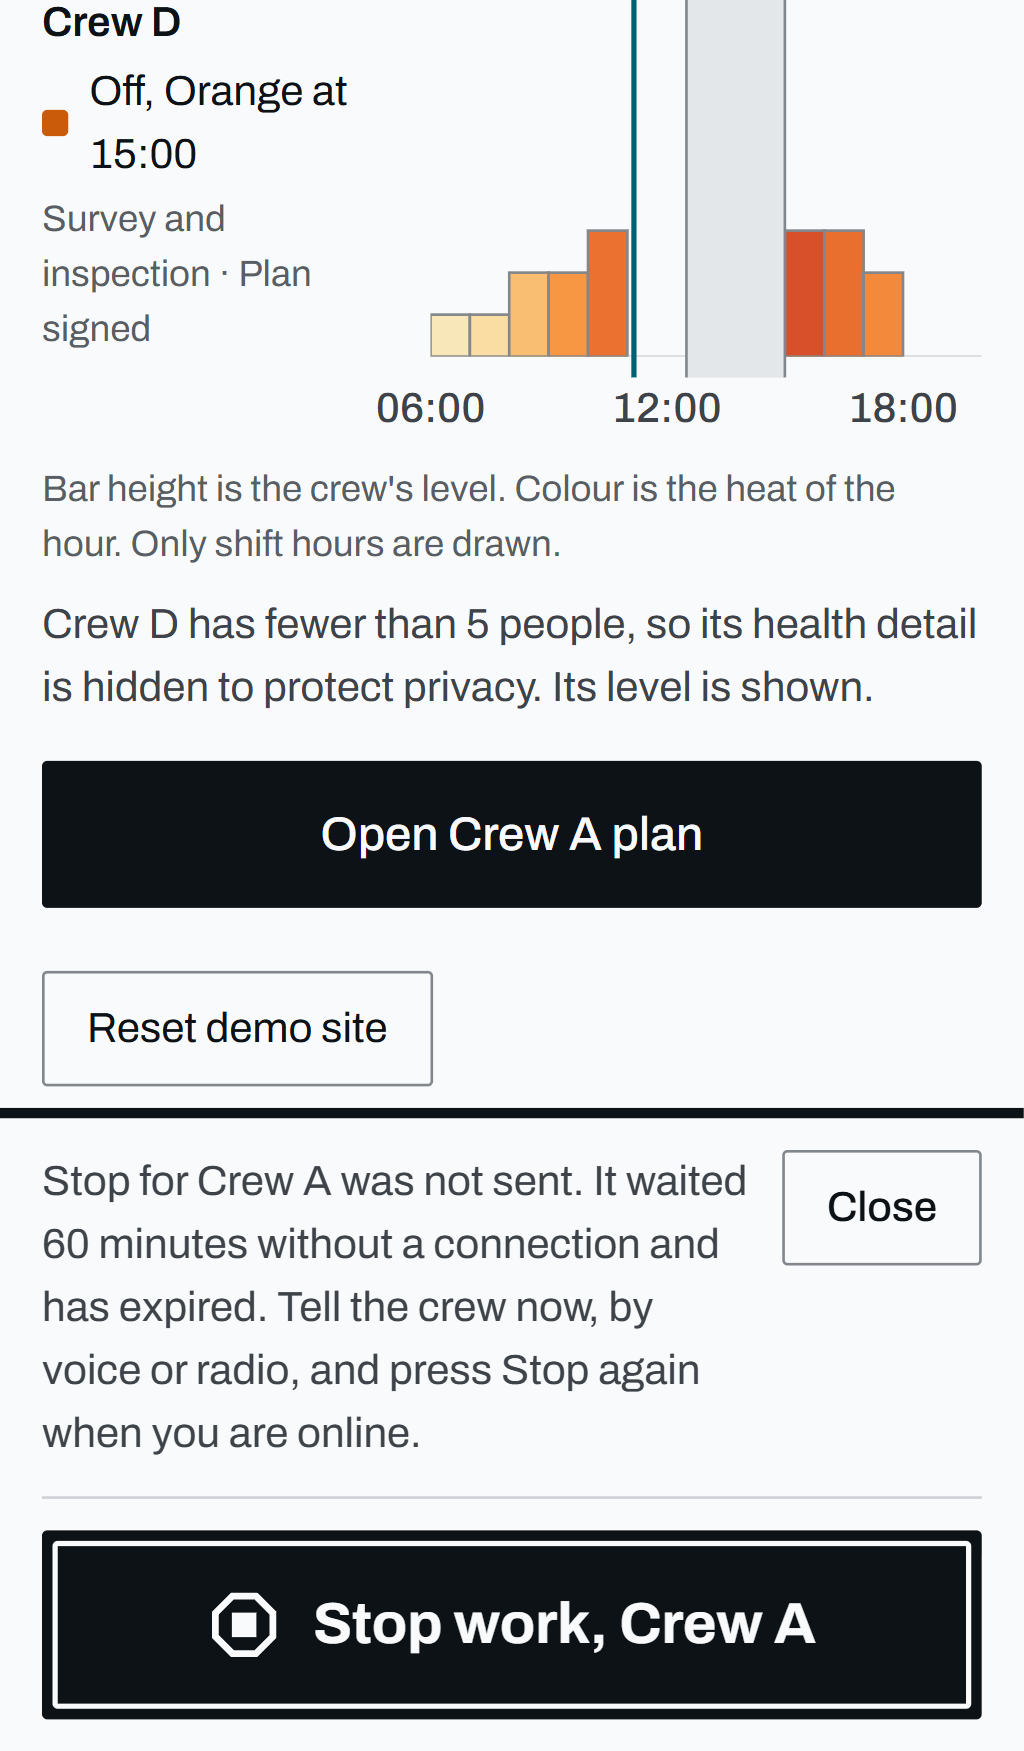 Crew D
Off, Orange at
15:00
Survey and
inspection · Plan
signed
06:00 12:00 18:00
Bar height is the crew's level. Colour is the heat of the
hour. Only shift hours are drawn.
Crew D has fewer than 5 people, so its health detail
is hidden to protect privacy. Its level is shown.
Open Crew A plan
Reset demo site
Stop for Crew A was not sent. It waited
60 minutes without a connection and
has expired. Tell the crew now, by
voice or radio, and press Stop again
when you are online.
Close
Stop work, Crew A